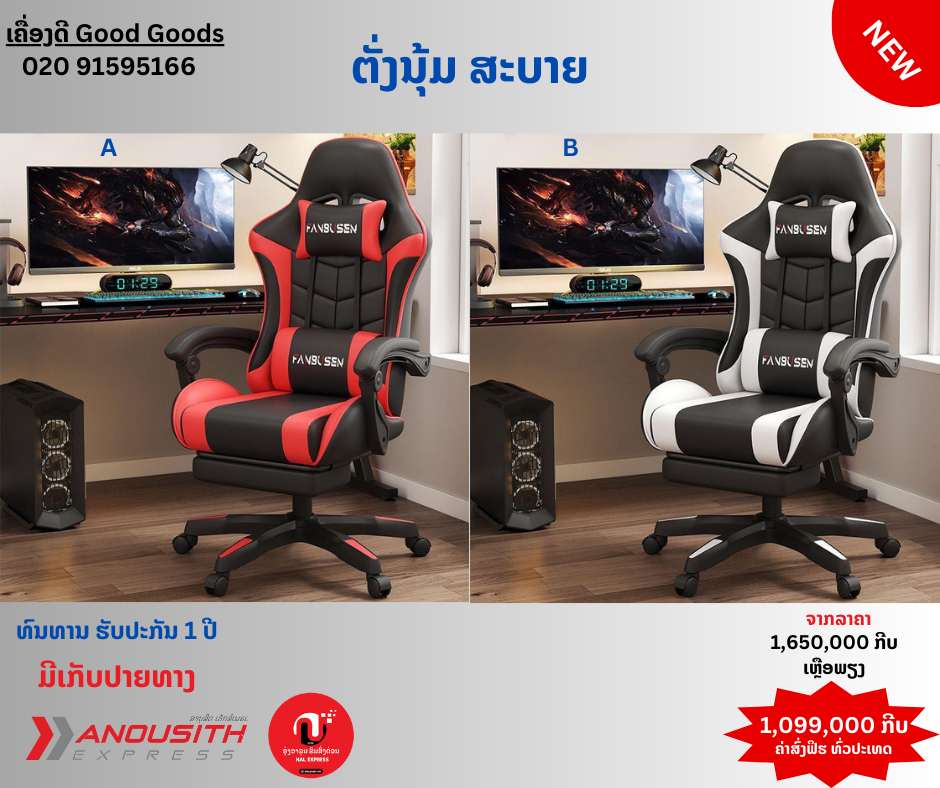 ເຄື່ອງດີ Good Goods
020 91595166
ຕັ່ງນຸ້ມ ສະບາຍ
NEW
A
B
FANBUSEN
FANBUSEN
01:29
FANBUSEN
FANBUSEN
01:29
ທົນທານ ຮັບປະກັນ 1 ປີ
ມີເກັບປາຍທາງ
ANOUSITH
EXPRESS
HAL EXPRESS
ຈາກລາຄາ
1,650,000 ກີບ
ເຫຼືອພຽງ
1,099,000 ກີບ
ຄ່າສົ່ງຟີຮ ທົ່ວປະເທດ